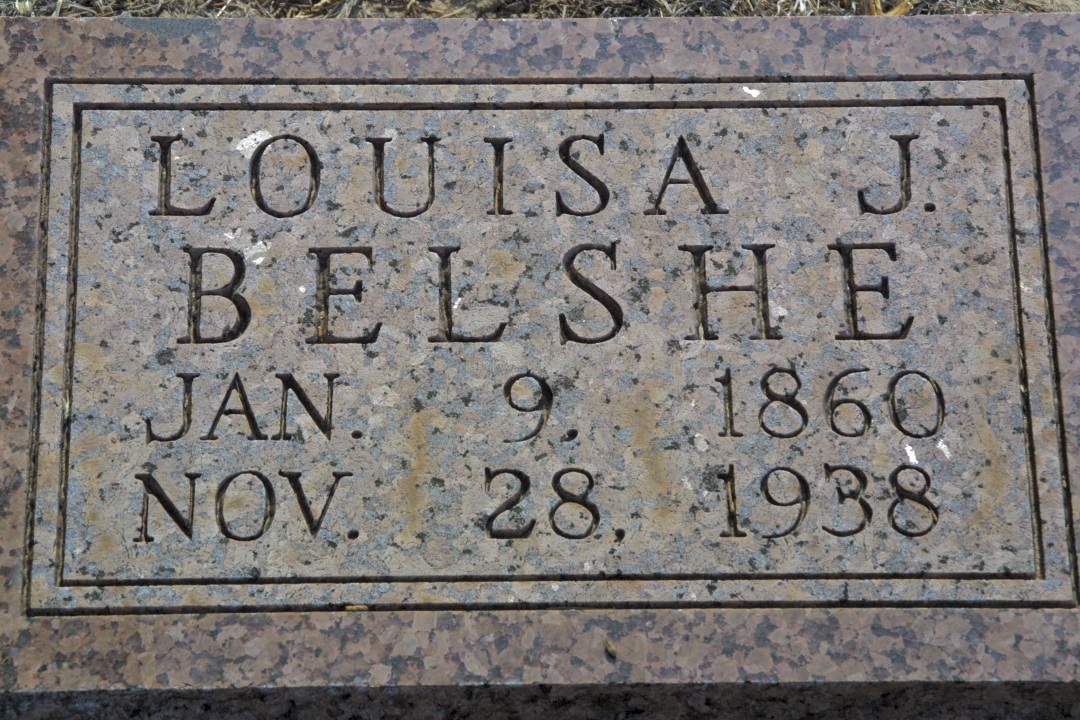 LOUISA J.
BELSHE
JAN. 9, 1860
NOV. 28, 1938